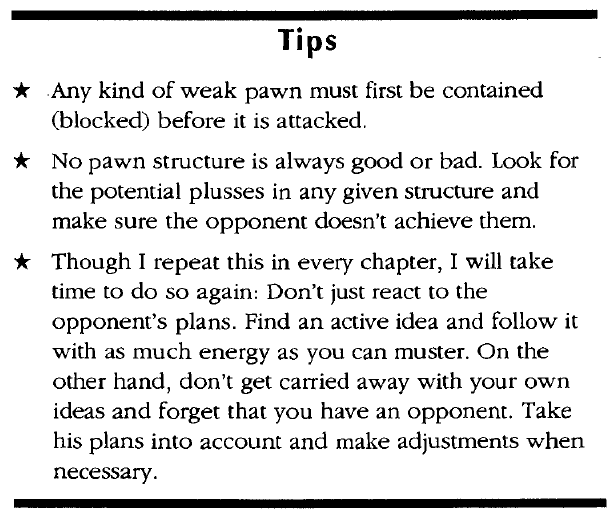 Tips
★ Any kind of weak pawn must first be contained
(blocked) before it is attacked.
★ No pawn structure is always good or bad. Look for
the potential plusses in any given structure and
make sure the opponent doesn't achieve them.
★ Though I repeat this in every chapter, I will take
time to do so again: Don't just react to the
opponent's plans. Find an active idea and follow it
with as much energy as you can muster. On the
other hand, don't get carried away with your own
ideas and forget that you have an opponent. Take
his plans into account and make adjustments when
necessary.